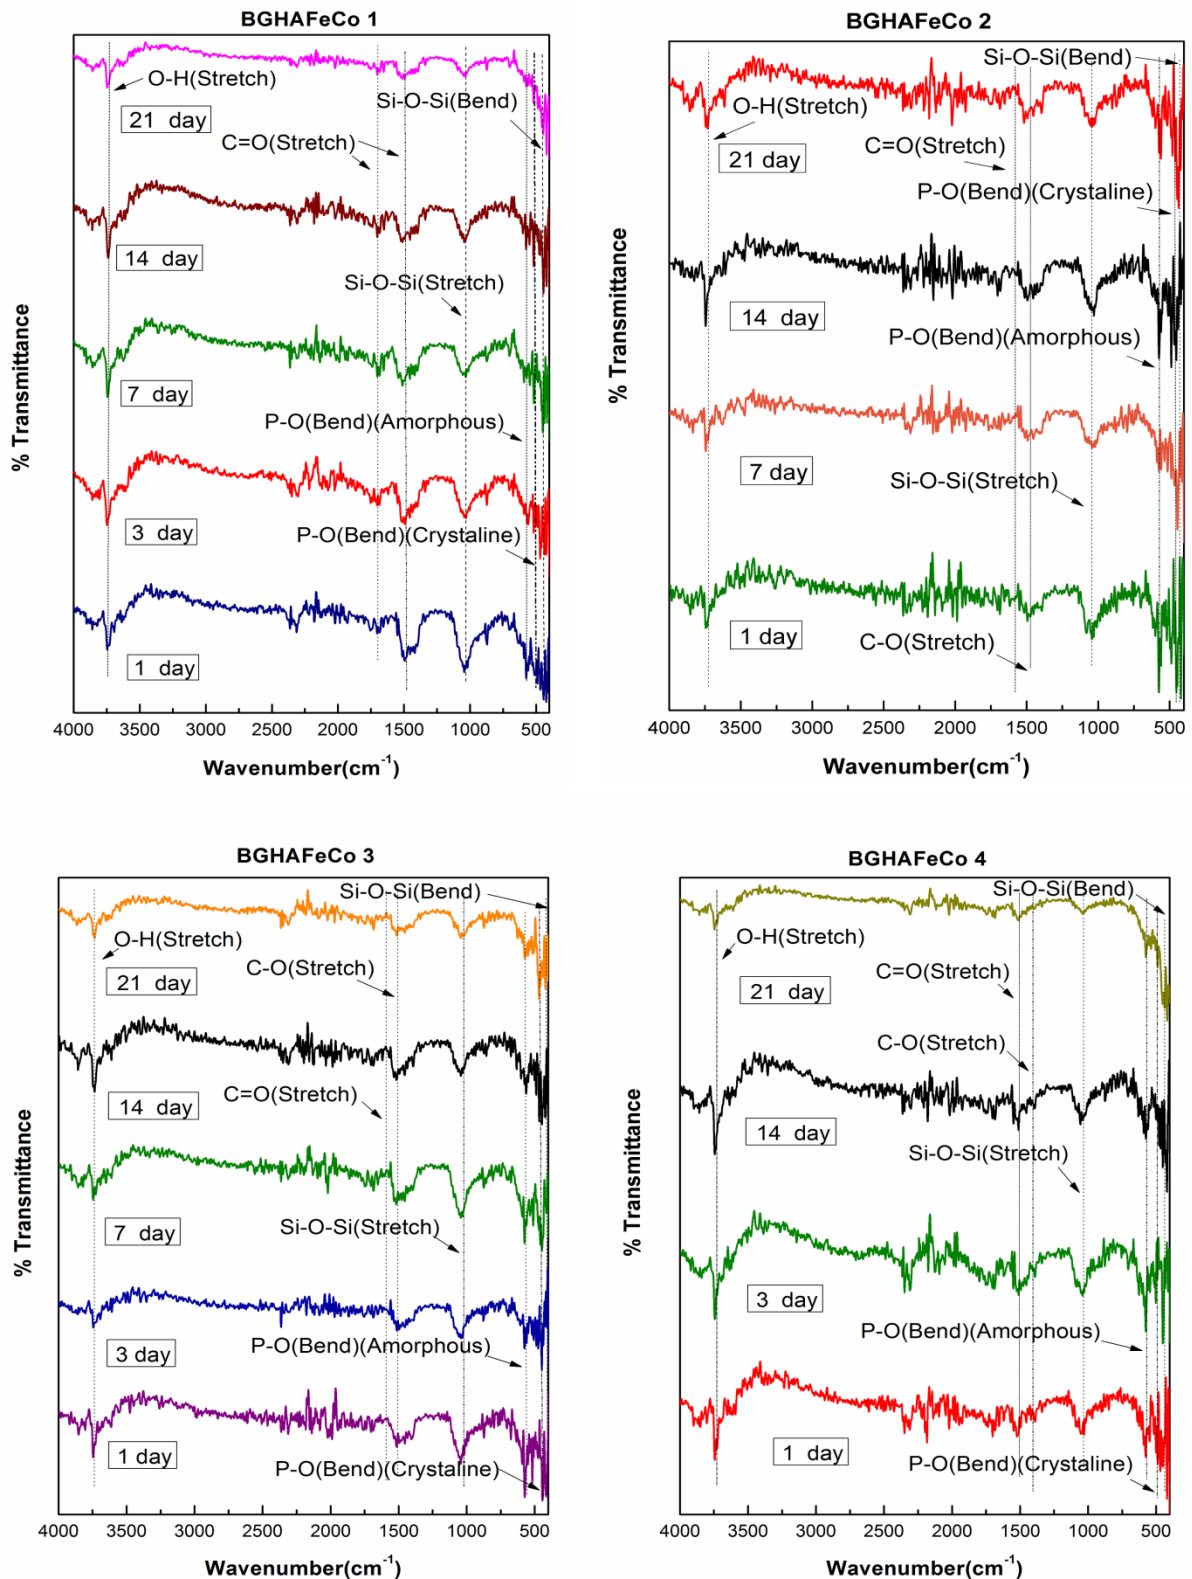 BGHAFeCo 1
O-H(Stretch)
Si-O-Si(Bend)
21 day
C=O(Stretch)
14 day
Si-O-Si(Stretch)
7 day
P-O(Bend)(Amorphous)
3 day
P-O(Bend)(Crystaline)
1 day
% Transmittance
4000 3500 3000 2500 2000 1500 1000 500
Wavenumber(cm⁻¹)
BGHAFeCo 2
Si-O-Si(Bend)
O-H(Stretch)
21 day
C=O(Stretch)
P-O(Bend)(Crystaline)
14 day
P-O(Bend)(Amorphous)
7 day
Si-O-Si(Stretch)
1 day
C-O(Stretch)
% Transmittance
4000 3500 3000 2500 2000 1500 1000 500
Wavenumber(cm⁻¹)
BGHAFeCo 3
Si-O-Si(Bend)
O-H(Stretch)
C-O(Stretch)
21 day
C=O(Stretch)
14 day
Si-O-Si(Stretch)
7 day
3 day
P-O(Bend)(Amorphous)
1 day
P-O(Bend)(Crystaline)
% Transmittance
4000 3500 3000 2500 2000 1500 1000 500
Wavenumber(cm⁻¹)
BGHAFeCo 4
Si-O-Si(Bend)
O-H(Stretch)
C=O(Stretch)
21 day
C-O(Stretch)
14 day
Si-O-Si(Stretch)
3 day
P-O(Bend)(Amorphous)
1 day
P-O(Bend)(Crystaline)
% Transmittance
4000 3500 3000 2500 2000 1500 1000 500
Wavenumber(cm⁻¹)